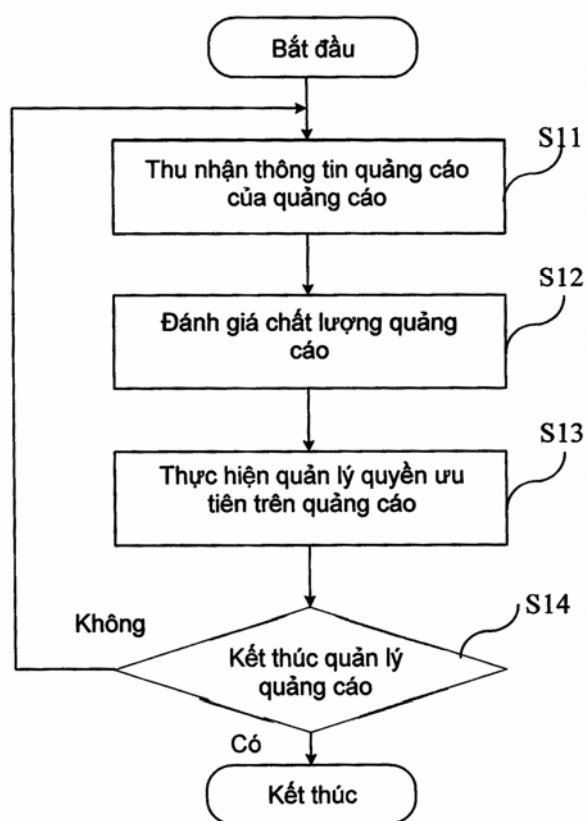 Bắt đầu
S11
Thu nhận thông tin quảng cáo
của quảng cáo
S12
Đánh giá chất lượng quảng
cáo
S13
Thực hiện quản lý quyền ưu
tiên trên quảng cáo
S14
Không
Kết thúc quản lý
quảng cáo
Có
Kết thúc